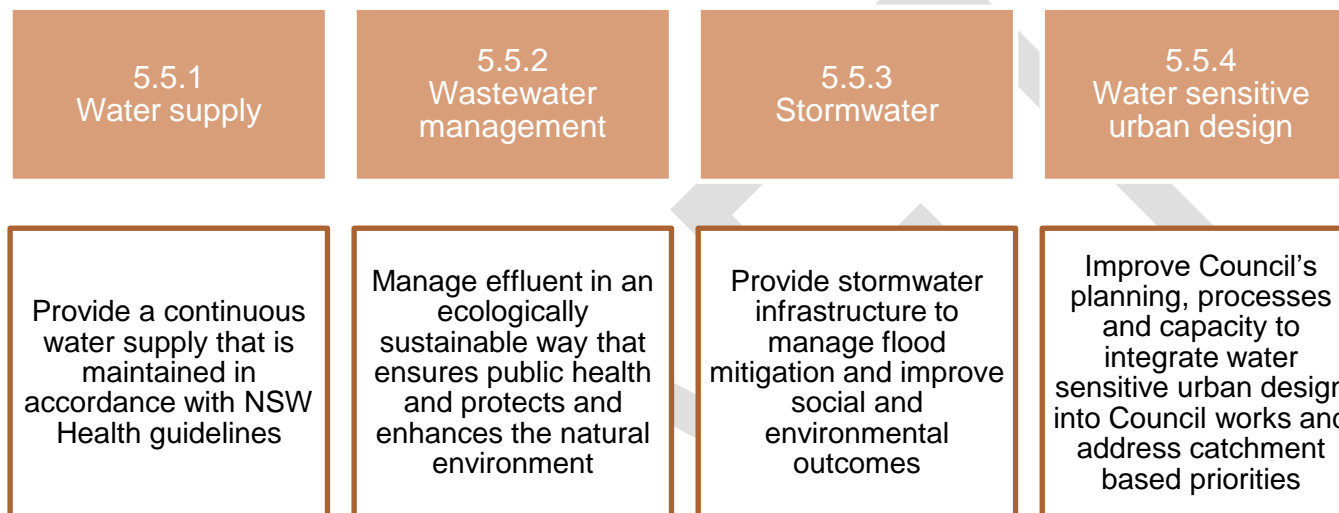 5.5.1
Water supply
5.5.2
Wastewater
management
5.5.3
Stormwater
5.5.4
Water sensitive
urban design
Provide a continuous
water supply that is
maintained in
accordance with NSW
Health guidelines
Manage effluent in an
ecologically
sustainable way that
ensures public health
and protects and
enhances the natural
environment
Provide stormwater
infrastructure to
manage flood
mitigation and improve
social and
environmental
outcomes
Improve Council’s
planning, processes
and capacity to
integrate water
sensitive urban design
into Council works and
address catchment
based priorities